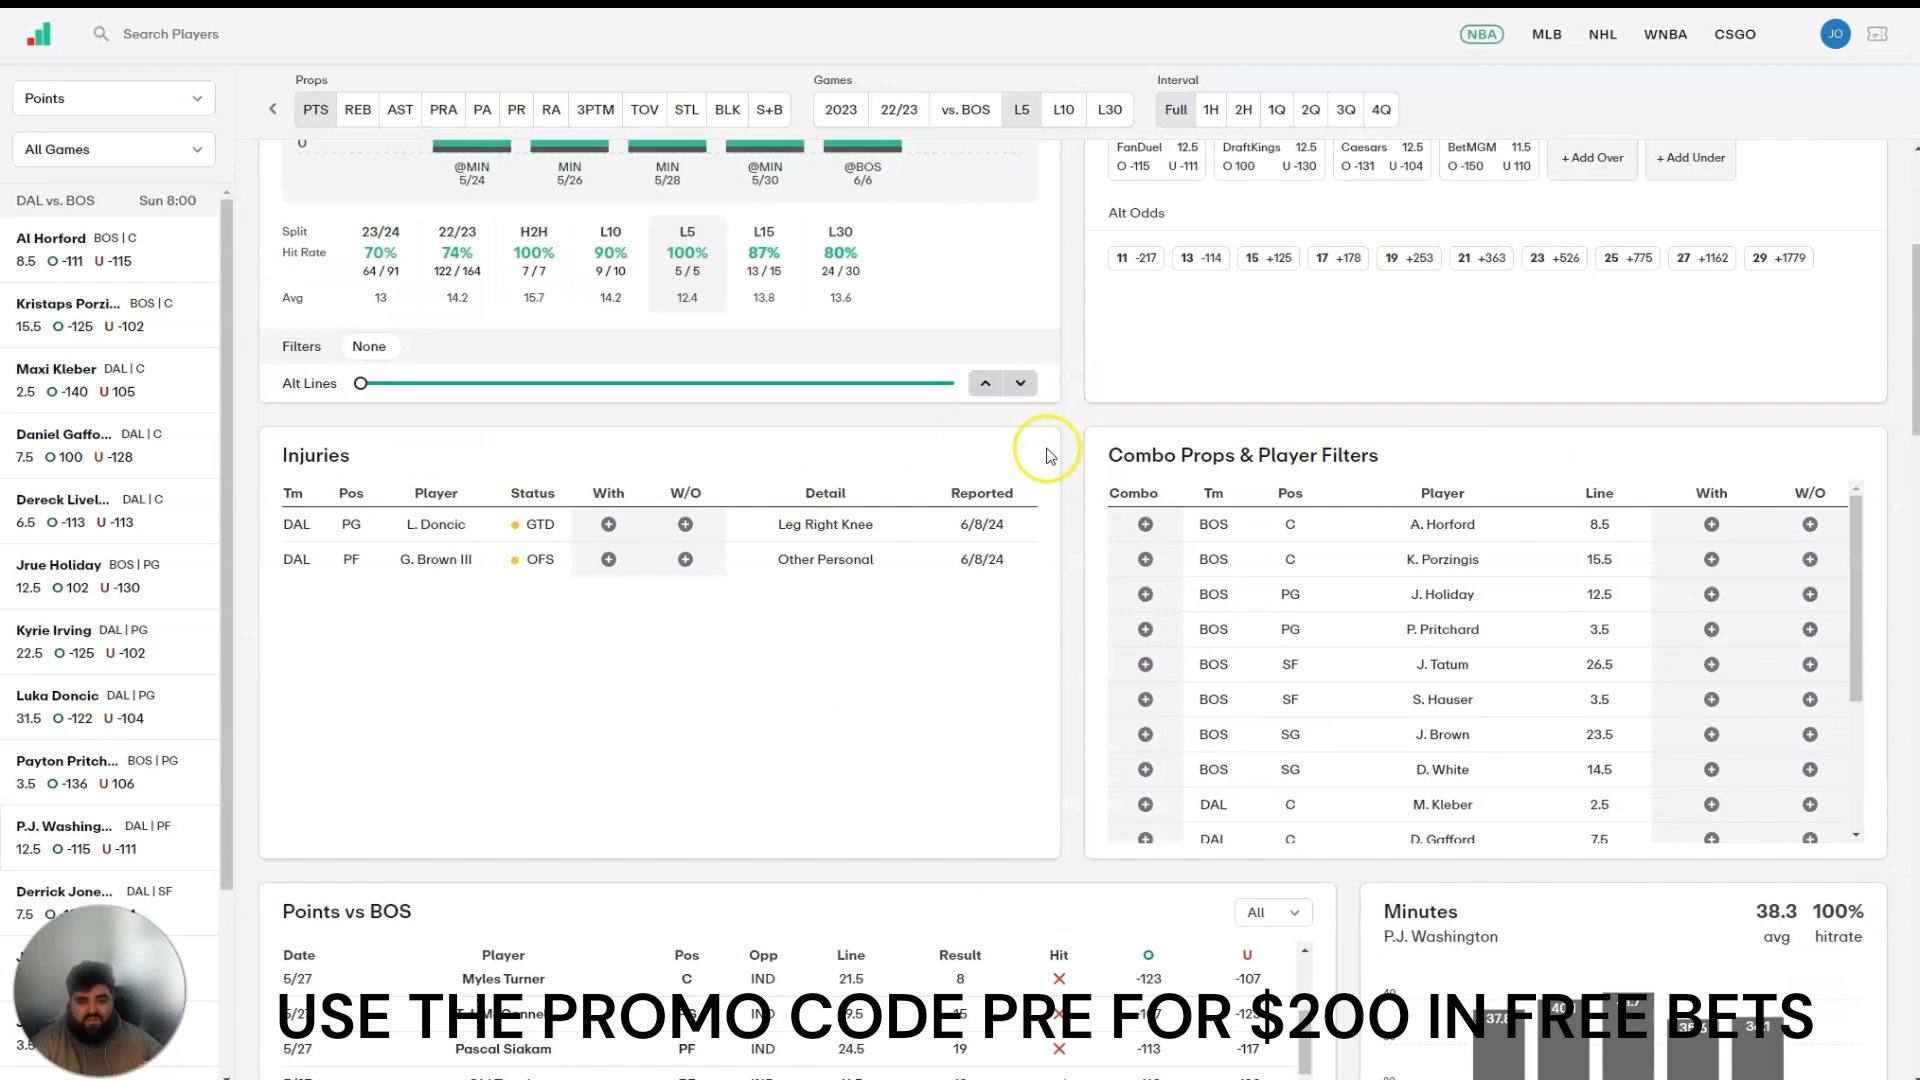 Search Players
NBA MLB NHL WNBA CSGO JO
Points
All Games
DAL vs. BOS Sun 8:00
Al Horford BOS | C
8.5 O -111 U -115
Kristaps Porzi... BOS | C
15.5 O -125 U -102
Maxi Kleber DAL | C
2.5 O -140 U 105
Daniel Gaffo... DAL | C
7.5 O 100 U -128
Dereck Livel... DAL | C
6.5 O -113 U -113
Jrue Holiday BOS | PG
12.5 O 102 U -130
Kyrie Irving DAL | PG
22.5 O -125 U -102
Luka Doncic DAL | PG
31.5 O -122 U -104
Payton Pritch... BOS | PG
3.5 O -136 U 106
P.J. Washing... DAL | PF
12.5 O -115 U -111
Derrick Jone... DAL | SF
7.5 O
3.5
Props
PTS REB AST PRA PA PR RA 3PTM TOV STL BLK S+B
Games
2023 22/23 vs. BOS L5 L10 L30
Interval
Full 1H 2H 1Q 2Q 3Q 4Q
0
@MIN MIN MIN @MIN @BOS
5/24 5/26 5/28 5/30 6/6
Split 23/24 22/23 H2H L10 L5 L15 L30
Hit Rate 70% 74% 100% 90% 100% 87% 80%
64 / 91 122 / 164 7 / 7 9 / 10 5 / 5 13 / 15 24 / 30
Avg 13 14.2 15.7 14.2 12.4 13.8 13.6
Filters None
Alt Lines
FanDuel 12.5 DraftKings 12.5 Caesars 12.5 BetMGM 11.5 + Add Over + Add Under
O -115 U -111 O 100 U -130 O -131 U -104 O -150 U 110
Alt Odds
11 -217 13 -114 15 +125 17 +178 19 +253 21 +363 23 +526 25 +775 27 +1162 29 +1779
Injuries
Tm Pos Player Status With W/O Detail Reported
DAL PG L. Doncic GTD Leg Right Knee 6/8/24
DAL PF G. Brown III OFS Other Personal 6/8/24
Combo Props & Player Filters
Combo Tm Pos Player Line With W/O
BOS C A. Horford 8.5
BOS C K. Porzingis 15.5
BOS PG J. Holiday 12.5
BOS PG P. Pritchard 3.5
BOS SF J. Tatum 26.5
BOS SF S. Hauser 3.5
BOS SG J. Brown 23.5
BOS SG D. White 14.5
DAL C M. Kleber 2.5
DAL C D. Gafford 7.5
Points vs BOS All
Date Player Pos Opp Line Result Hit O U
5/27 Myles Turner C IND 21.5 8 -123 -107
5/27 IND
5/27 Pascal Siakam PF IND 24.5 19 -113 -117
Minutes 38.3 100%
P.J. Washington avg hitrate
40
37.8
USE THE PROMO CODE PRE FOR $200 IN FREE BETS